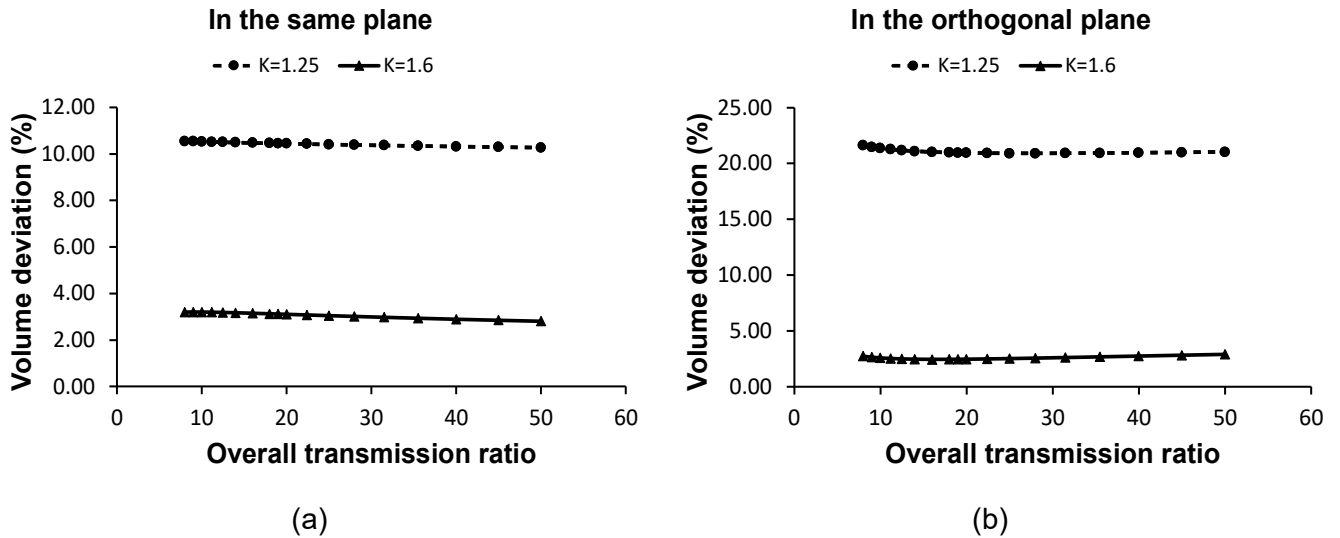 In the same plane
K=1.25 K=1.6
Volume deviation (%)
12.00
10.00
8.00
6.00
4.00
2.00
0.00
0 10 20 30 40 50 60
Overall transmission ratio
(a)
In the orthogonal plane
K=1.25 K=1.6
Volume deviation (%)
25.00
20.00
15.00
10.00
5.00
0.00
0 10 20 30 40 50 60
Overall transmission ratio
(b)